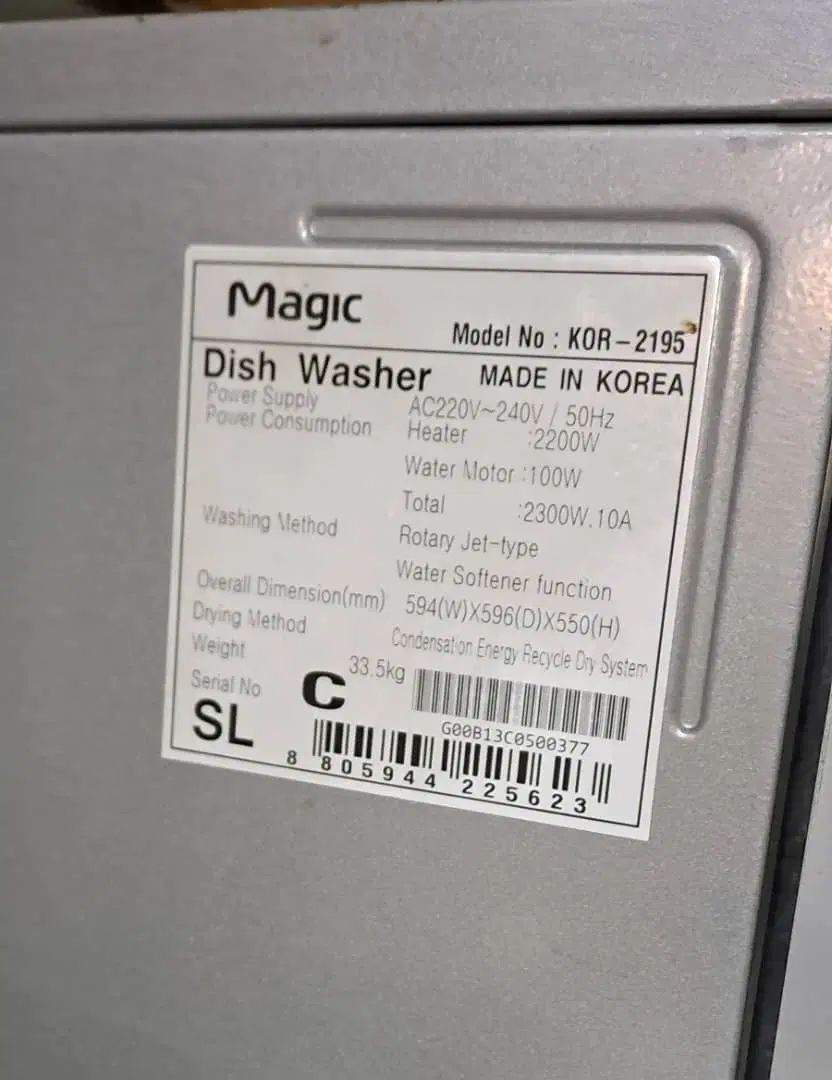 Magic
Model No : KOR-2195
Dish Washer MADE IN KOREA
Power Supply AC220V~240V / 50Hz
Power Consumption Heater :2200W
Water Motor :100W
Total :2300W.10A
Washing Method Rotary Jet-type
Water Softener function
Overall Dimension(mm) 594(W)X596(D)X550(H)
Drying Method Condensation Energy Recycle Dry System
Weight 33.5kg
Serial No C
G00B13C0500377
SL
8 805944 225623